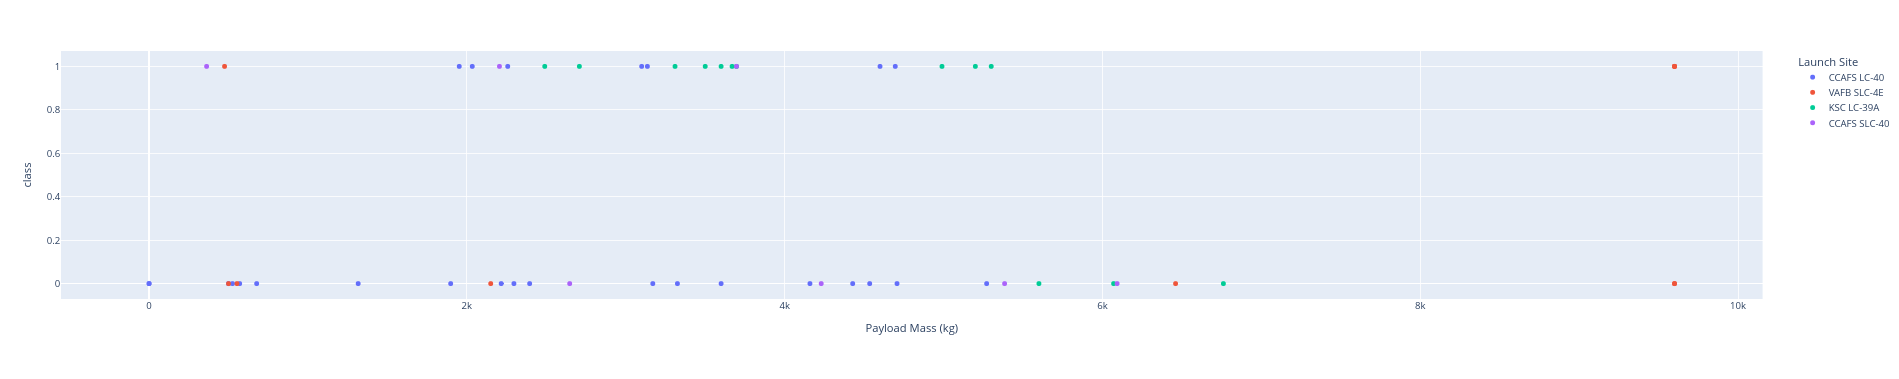 Launch Site
CCAFS LC-40
VAFB SLC-4E
KSC LC-39A
CCAFS SLC-40
class
1
0.8
0.6
0.4
0.2
0
0 2k 4k 6k 8k 10k
Payload Mass (kg)